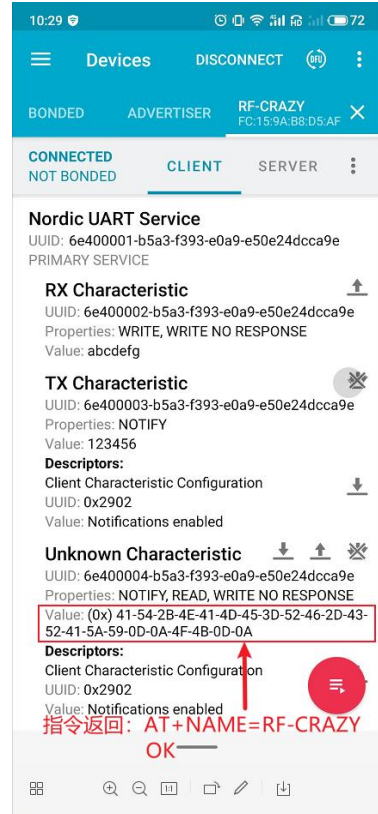 10:29 72
Devices DISCONNECT DFU
BONDED ADVERTISER RF-CRAZY
FC:15:9A:B8:D5:AF
CONNECTED
NOT BONDED CLIENT SERVER
Nordic UART Service
UUID: 6e400001-b5a3-f393-e0a9-e50e24dcca9e
PRIMARY SERVICE
RX Characteristic
UUID: 6e400002-b5a3-f393-e0a9-e50e24dcca9e
Properties: WRITE, WRITE NO RESPONSE
Value: abcdefg
TX Characteristic
UUID: 6e400003-b5a3-f393-e0a9-e50e24dcca9e
Properties: NOTIFY
Value: 123456
Descriptors:
Client Characteristic Configuration
UUID: 0x2902
Value: Notifications enabled
Unknown Characteristic
UUID: 6e400004-b5a3-f393-e0a9-e50e24dcca9e
Properties: NOTIFY, READ, WRITE NO RESPONSE
Value: (0x) 41-54-2B-4E-41-4D-45-3D-52-46-2D-43-
52-41-5A-59-0D-0A-4F-4B-0D-0A
Descriptors:
Client Characteristic Configuration
UUID: 0x2902
Value: Notifications enabled
指令返回：AT+NAME=RF-CRAZY
OK
1:1